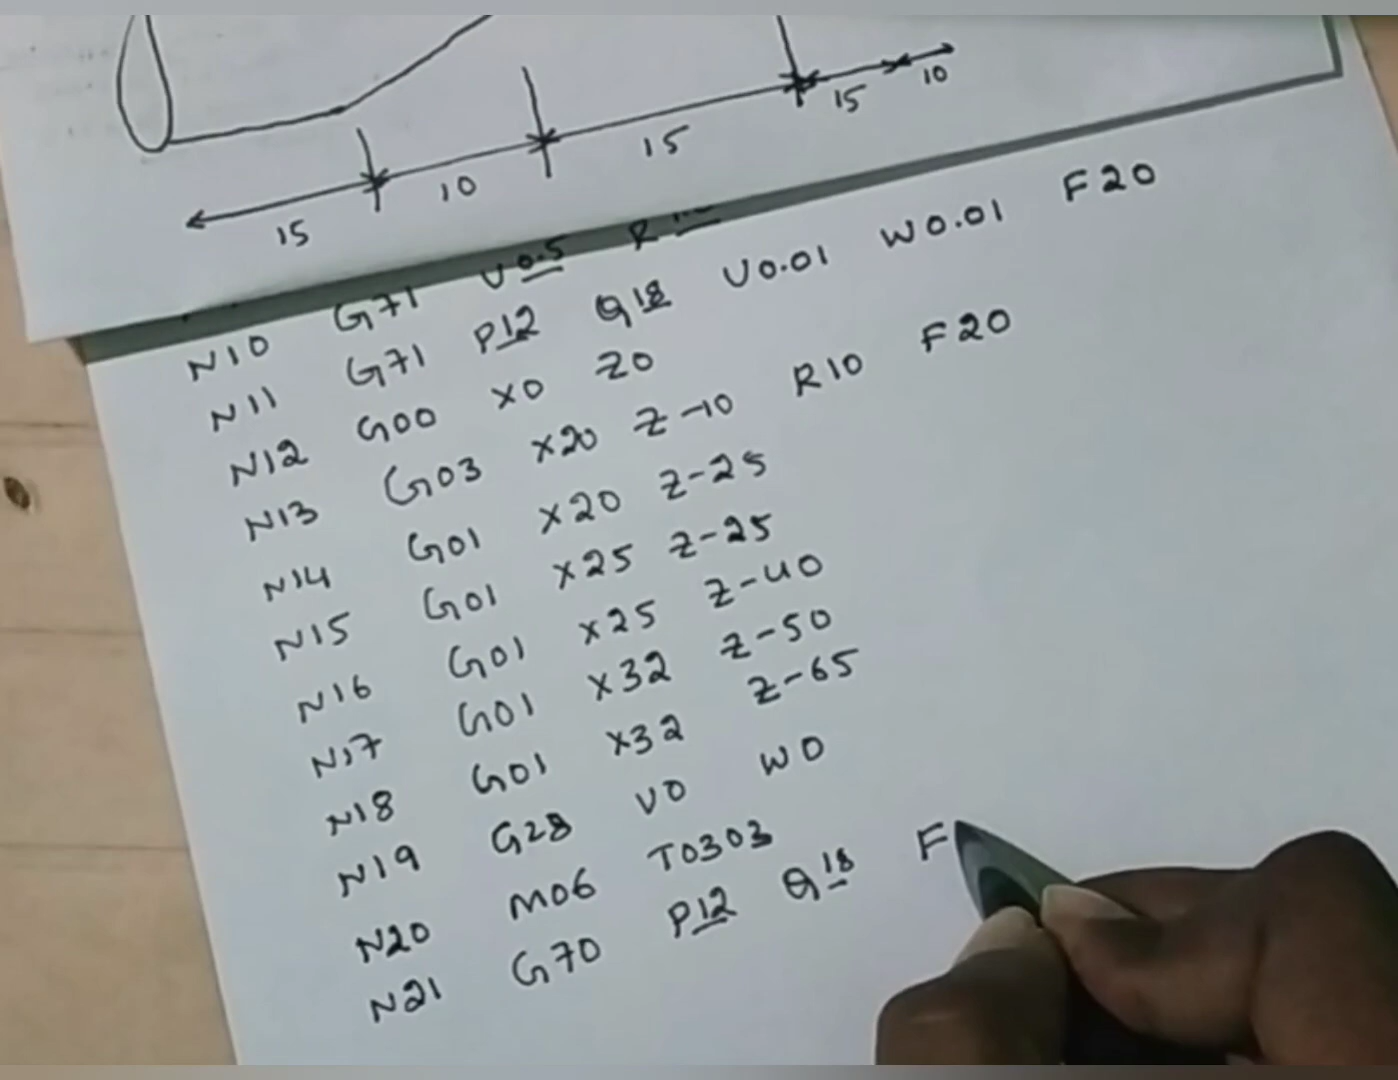 15 10 15 15 10
N10 G71 U0.5 R
N11 G71 P12 Q18 U0.01 W0.01 F20
N12 G00 X0 Z0
N13 G03 X20 Z-10 R10 F20
N14 G01 X20 Z-25
N15 G01 X25 Z-25
N16 G01 X25 Z-40
N17 G01 X32 Z-50
N18 G01 X32 Z-65
N19 G28 U0 W0
N20 M06 T0303
N21 G70 P12 Q18 F